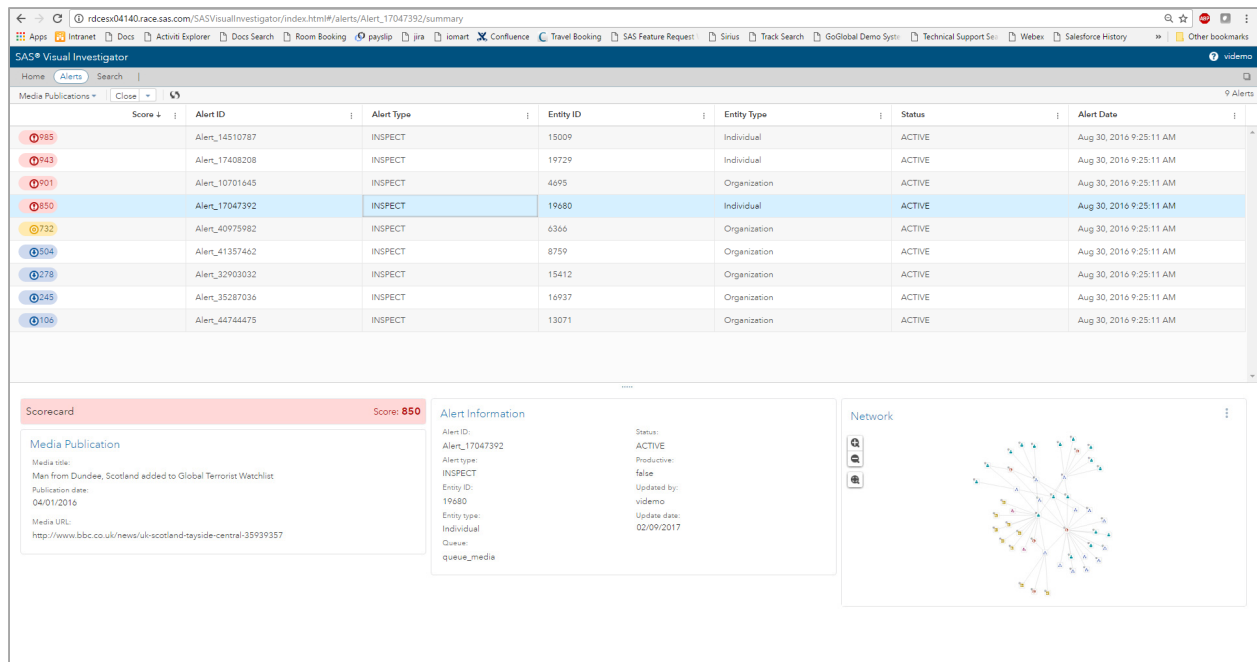 rdcesx04140.race.sas.com/SASVisualInvestigator/index.html#/alerts/Alert_17047392/summary
Apps Intranet Docs Activiti Explorer Docs Search Room Booking payslip jira iomart Confluence Travel Booking SAS Feature Request Sirius Track Search GoGlobal Demo Syste Technical Support Sea Webex Salesforce History » Other bookmarks
SAS® Visual Investigator videmo
Home Alerts Search
Media Publications Close 9 Alerts
Score Alert ID Alert Type Entity ID Entity Type Status Alert Date
985 Alert_14510787 INSPECT 15009 Individual ACTIVE Aug 30, 2016 9:25:11 AM
943 Alert_17408208 INSPECT 19729 Individual ACTIVE Aug 30, 2016 9:25:11 AM
901 Alert_10701645 INSPECT 4695 Organization ACTIVE Aug 30, 2016 9:25:11 AM
850 Alert_17047392 INSPECT 19680 Individual ACTIVE Aug 30, 2016 9:25:11 AM
732 Alert_40975982 INSPECT 6366 Organization ACTIVE Aug 30, 2016 9:25:11 AM
504 Alert_41357462 INSPECT 8759 Organization ACTIVE Aug 30, 2016 9:25:11 AM
278 Alert_32903032 INSPECT 15412 Organization ACTIVE Aug 30, 2016 9:25:11 AM
245 Alert_35287036 INSPECT 16937 Organization ACTIVE Aug 30, 2016 9:25:11 AM
106 Alert_44744475 INSPECT 13071 Organization ACTIVE Aug 30, 2016 9:25:11 AM
Scorecard Score: 850
Media Publication
Media title:
Man from Dundee, Scotland added to Global Terrorist Watchlist
Publication date:
04/01/2016
Media URL:
http://www.bbc.co.uk/news/uk-scotland-tayside-central-35939357
Alert Information
Alert ID: Status:
Alert_17047392 ACTIVE
Alert type: Productive:
INSPECT false
Entity ID: Updated by:
19680 videmo
Entity type: Update date:
Individual 02/09/2017
Queue:
queue_media
Network